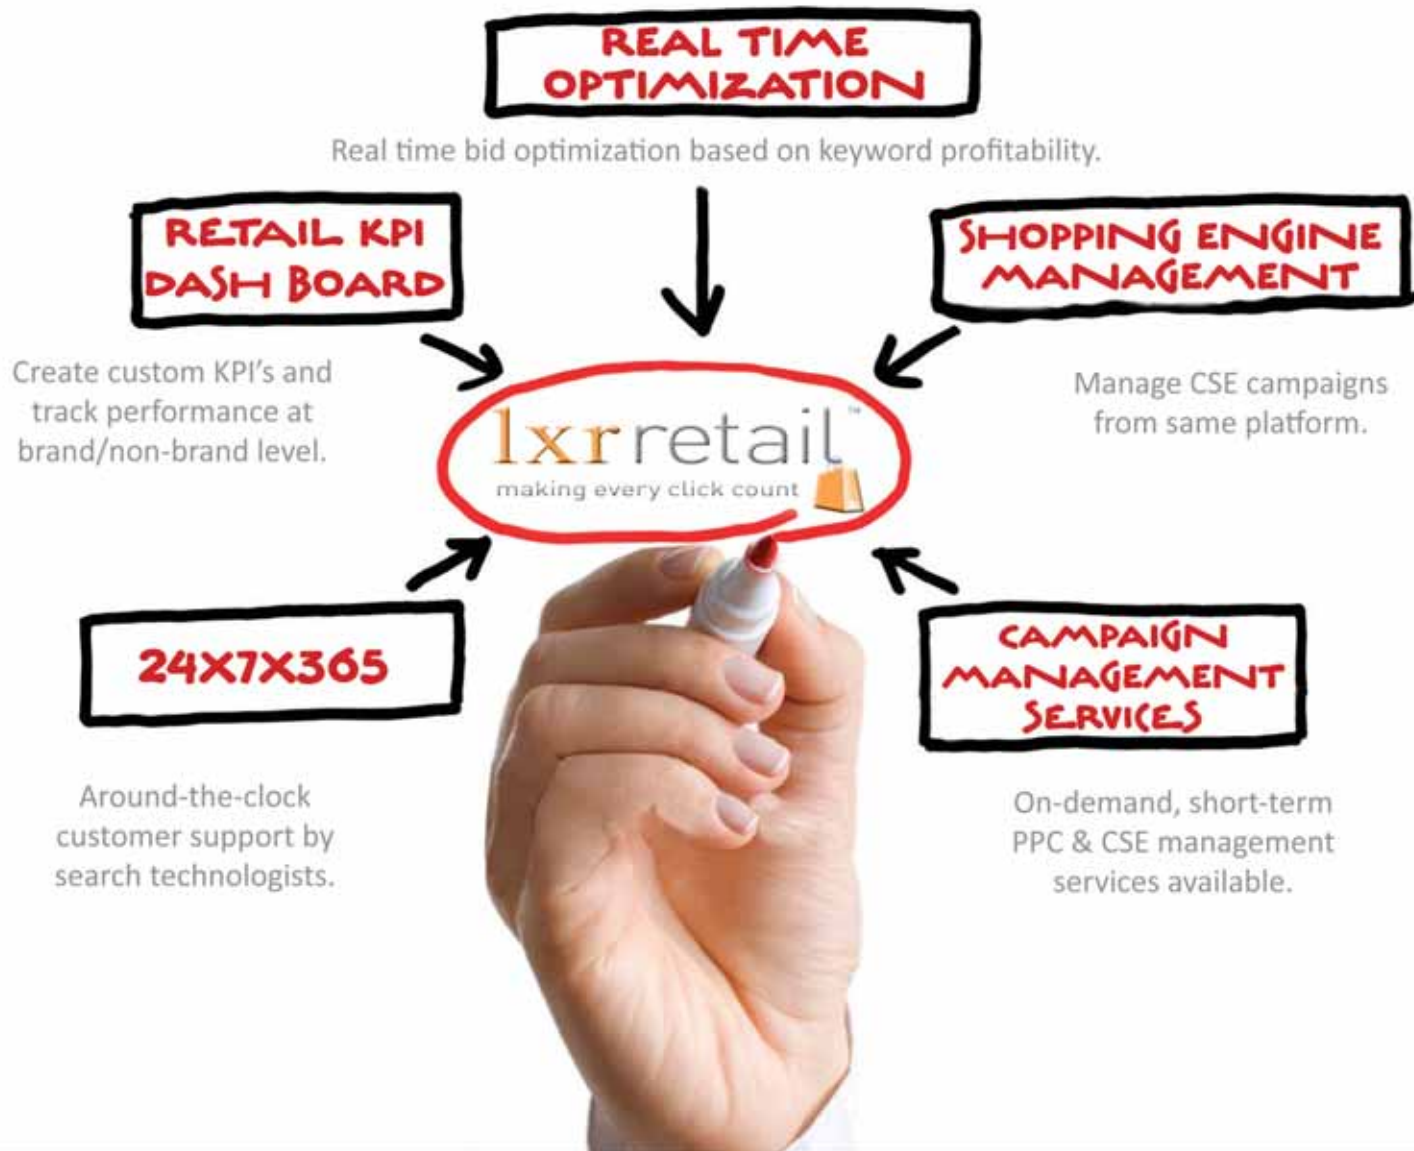 REAL TIME
OPTIMIZATION
Real time bid optimization based on keyword profitability.
RETAIL KPI
DASH BOARD
Create custom KPI's and
track performance at
brand/non-brand level.
SHOPPING ENGINE
MANAGEMENT
Manage CSE campaigns
from same platform.
lxrretail™
making every click count
24X7X365
Around-the-clock
customer support by
search technologists.
CAMPAIGN
MANAGEMENT
SERVICES
On-demand, short-term
PPC & CSE management
services available.